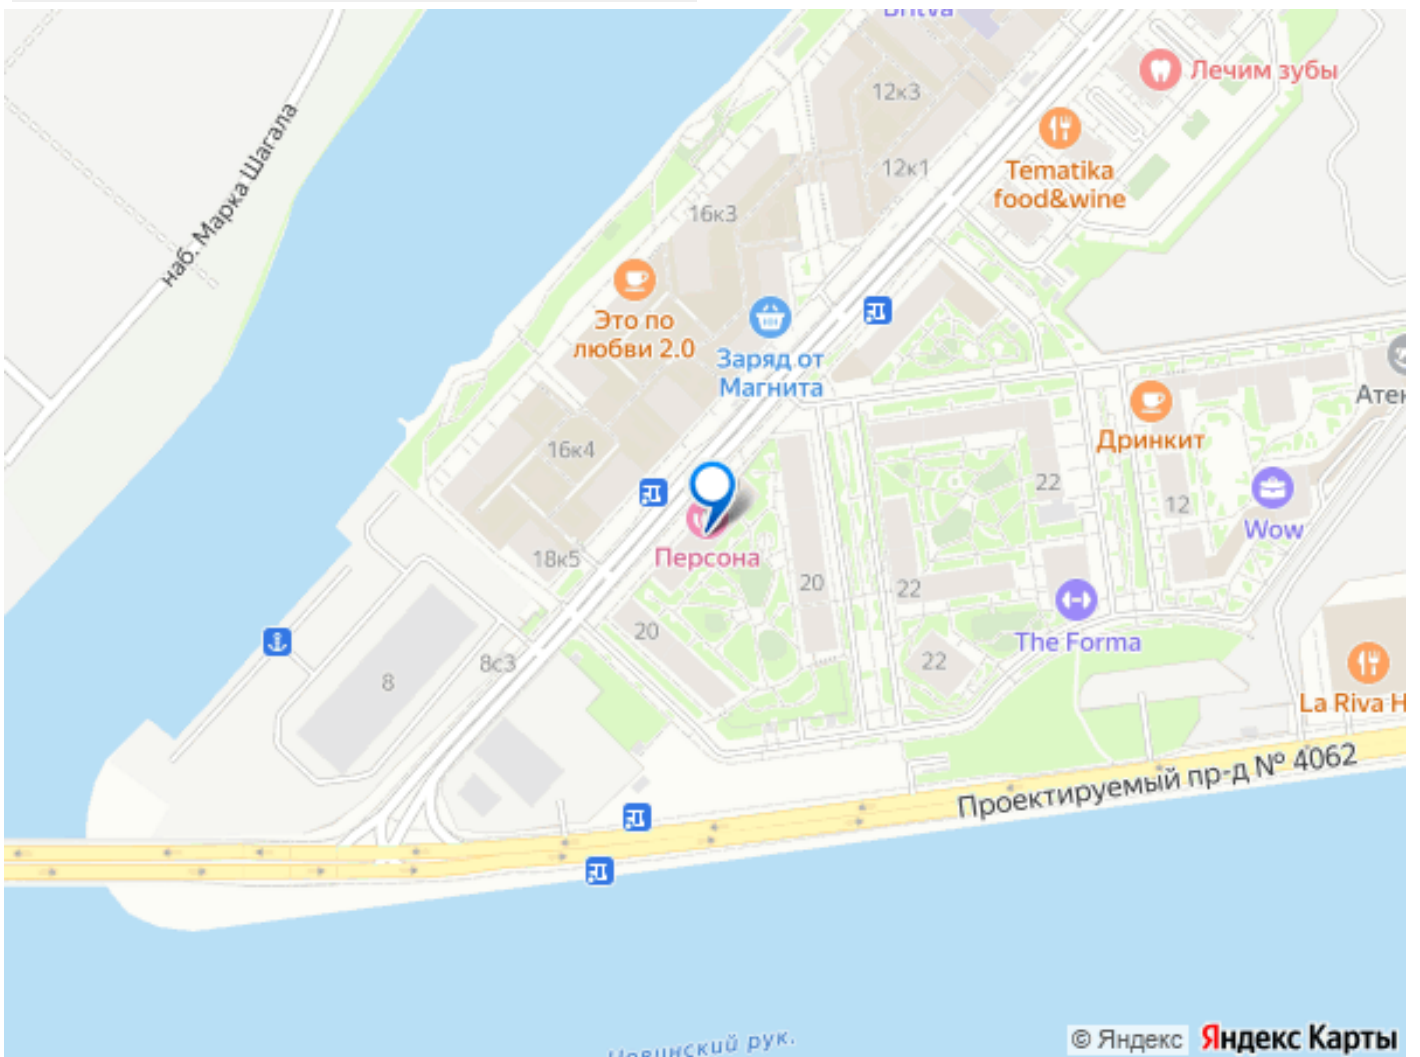 Britva
Лечим зубы
12к3
Tematika
food&wine
12к1
наб. Марка Шагала
16к3
Это по
любви 2.0
Заряд от
Магнита
Дринкит
16к4
22
12
Wow
18к5
Персона
20
22
20
The Forma
22
8с3
8
La Riva H
Проектируемый пр-д № 4062
рук.
© Яндекс
Яндекс Карты